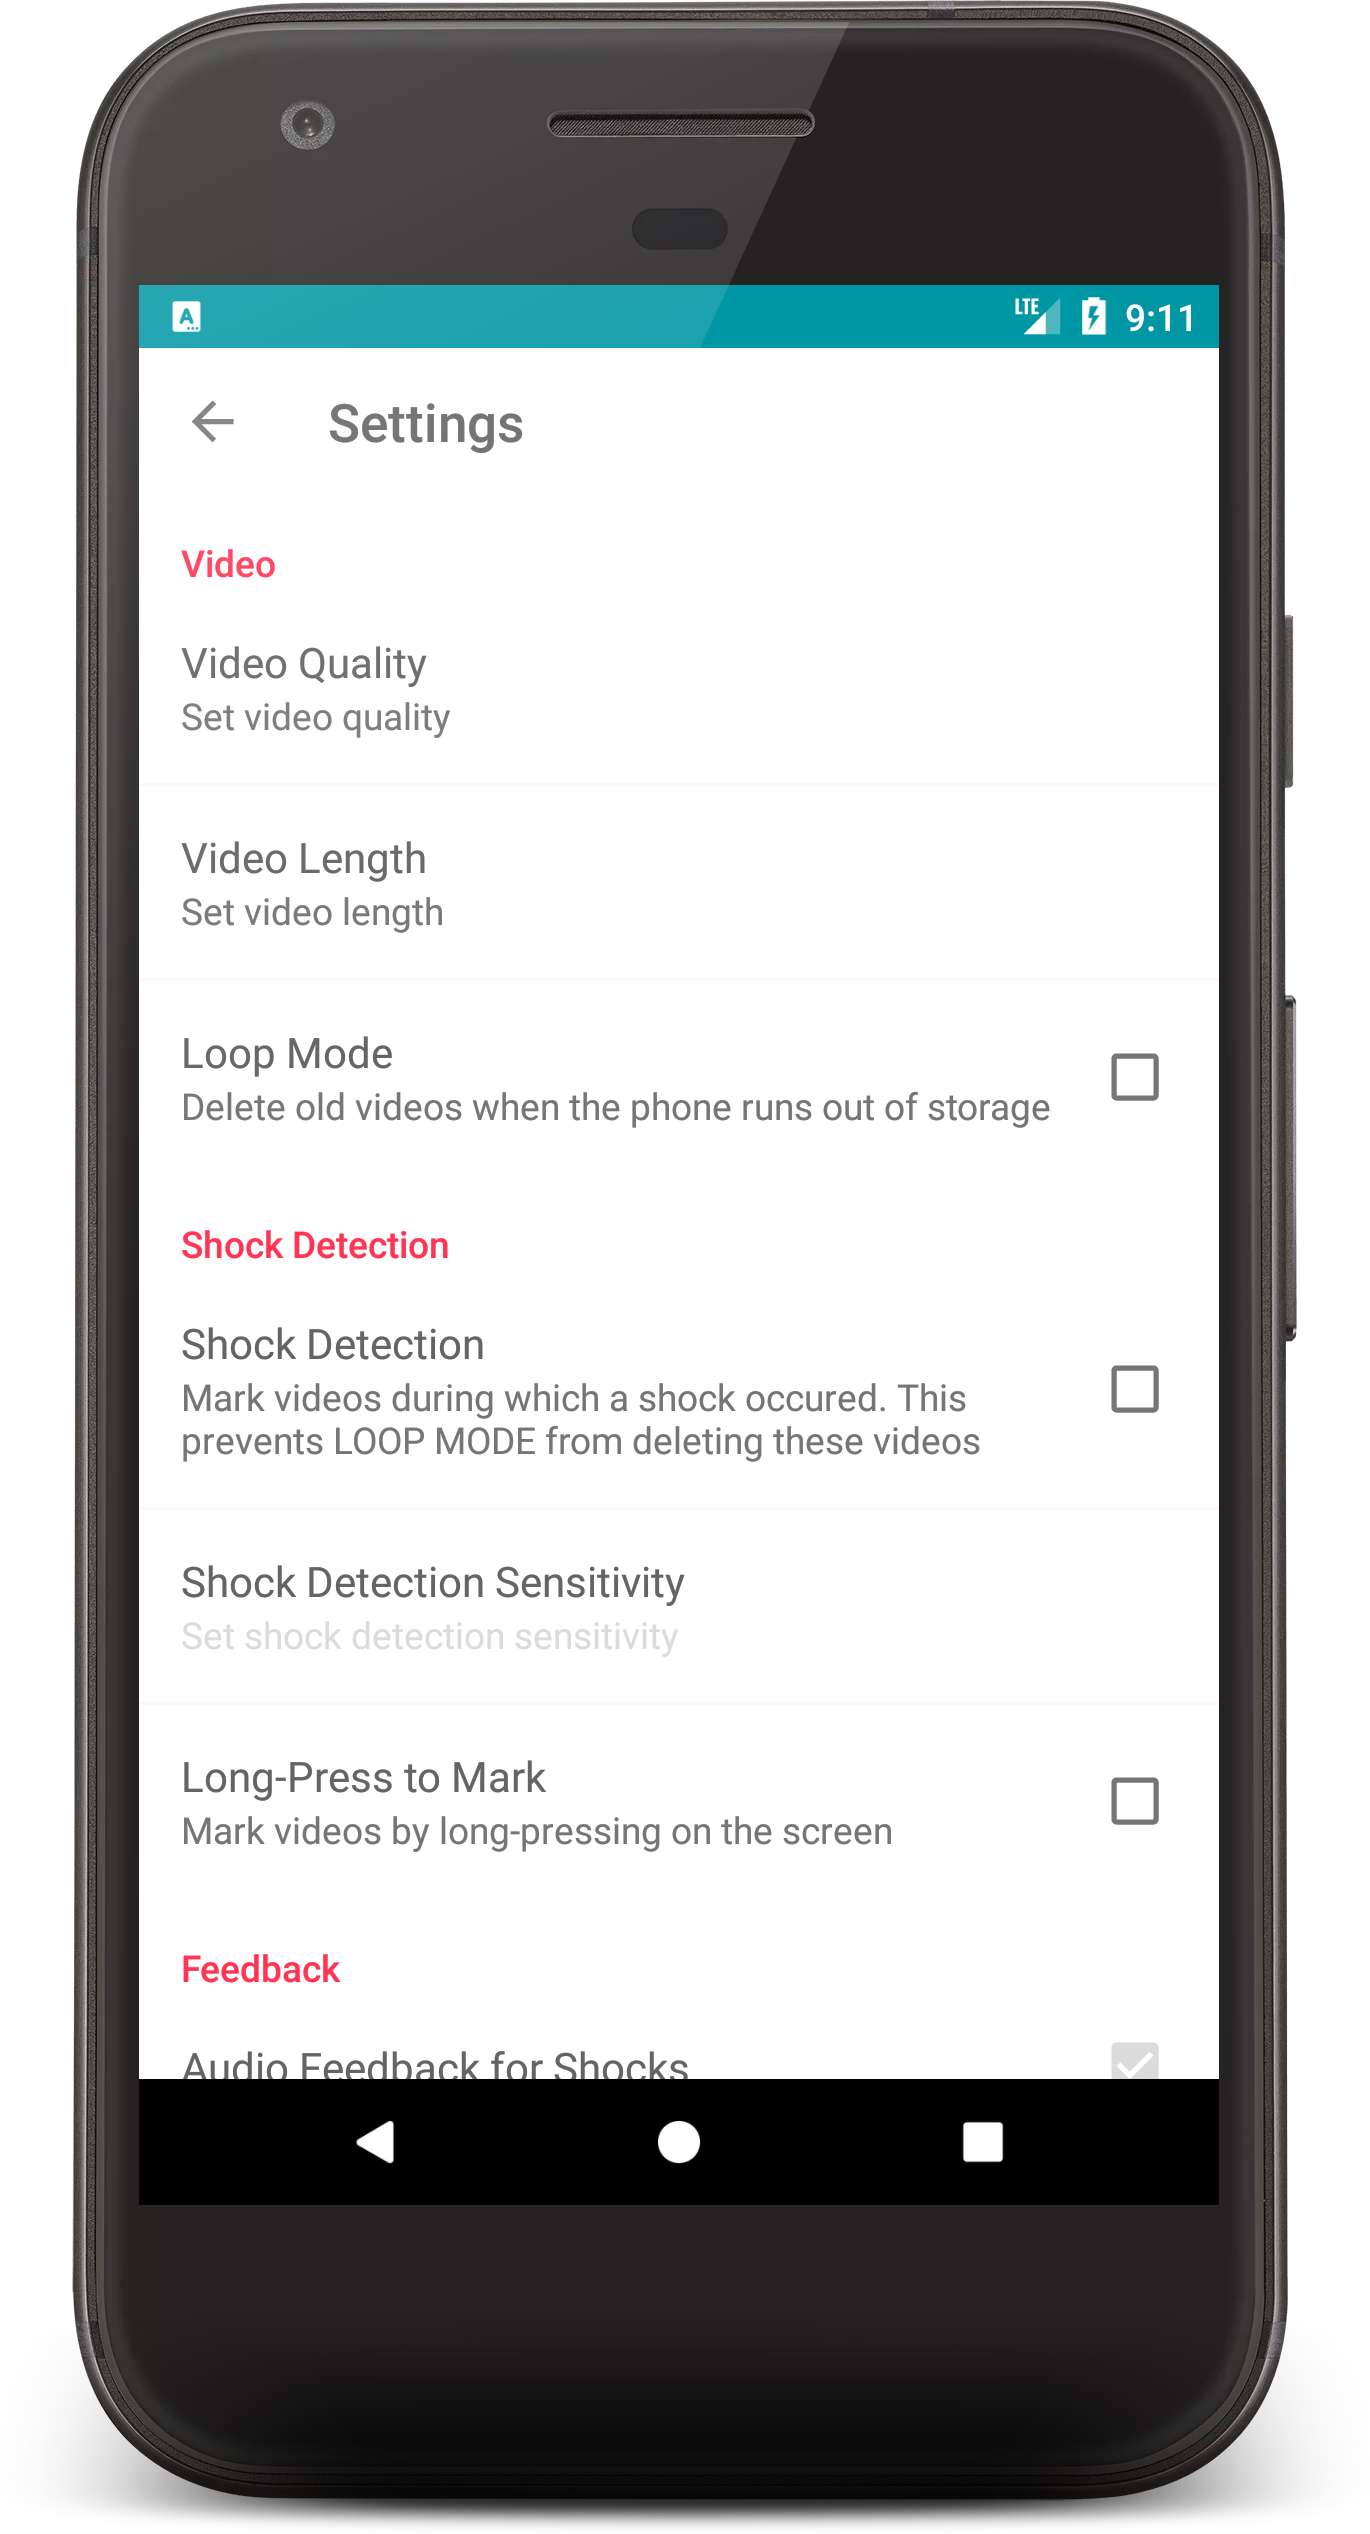 A
LTE 9:11
Settings
Video
Video Quality
Set video quality
Video Length
Set video length
Loop Mode
Delete old videos when the phone runs out of storage
Shock Detection
Shock Detection
Mark videos during which a shock occured. This
prevents LOOP MODE from deleting these videos
Shock Detection Sensitivity
Set shock detection sensitivity
Long-Press to Mark
Mark videos by long-pressing on the screen
Feedback
Audio Feedback for Shocks